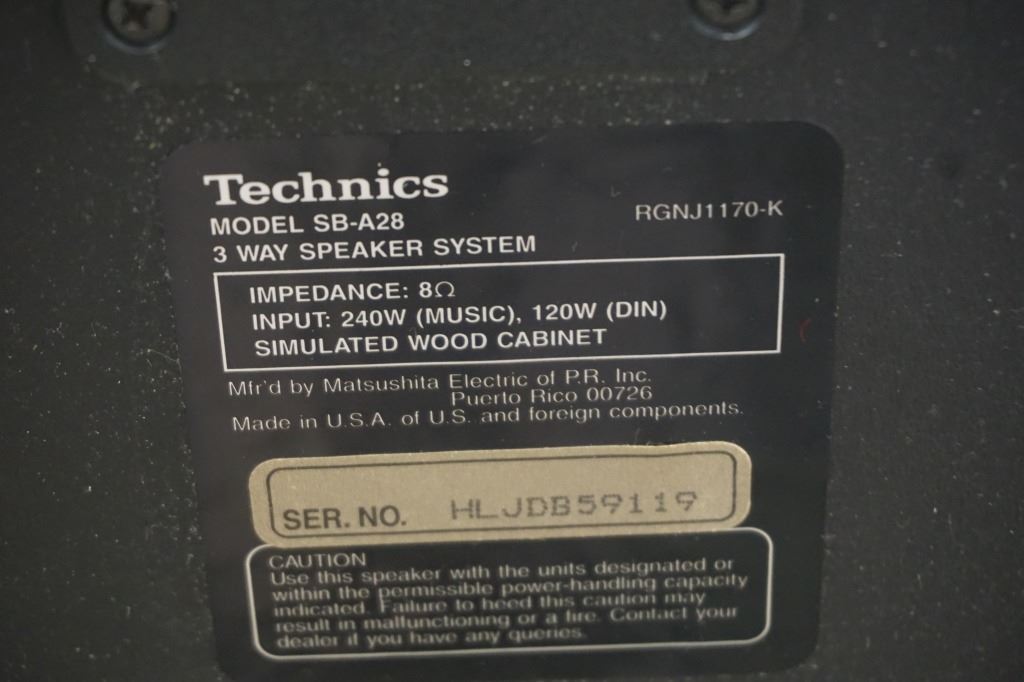 Technics
MODEL SB-A28
RGNJ1170-K
3 WAY SPEAKER SYSTEM
IMPEDANCE: 8Ω
INPUT: 240W (MUSIC), 120W (DIN)
SIMULATED WOOD CABINET
Mfr'd by Matsushita Electric of P.R. Inc.
Puerto Rico 00726
Made in U.S.A. of U.S. and foreign components.
SER. NO. HLJDB59119
CAUTION
Use this speaker with the units designated or
within the permissible power-handling capacity
indicated. Failure to heed this caution may
result in malfunctioning or a fire. Contact your
dealer if you have any queries.